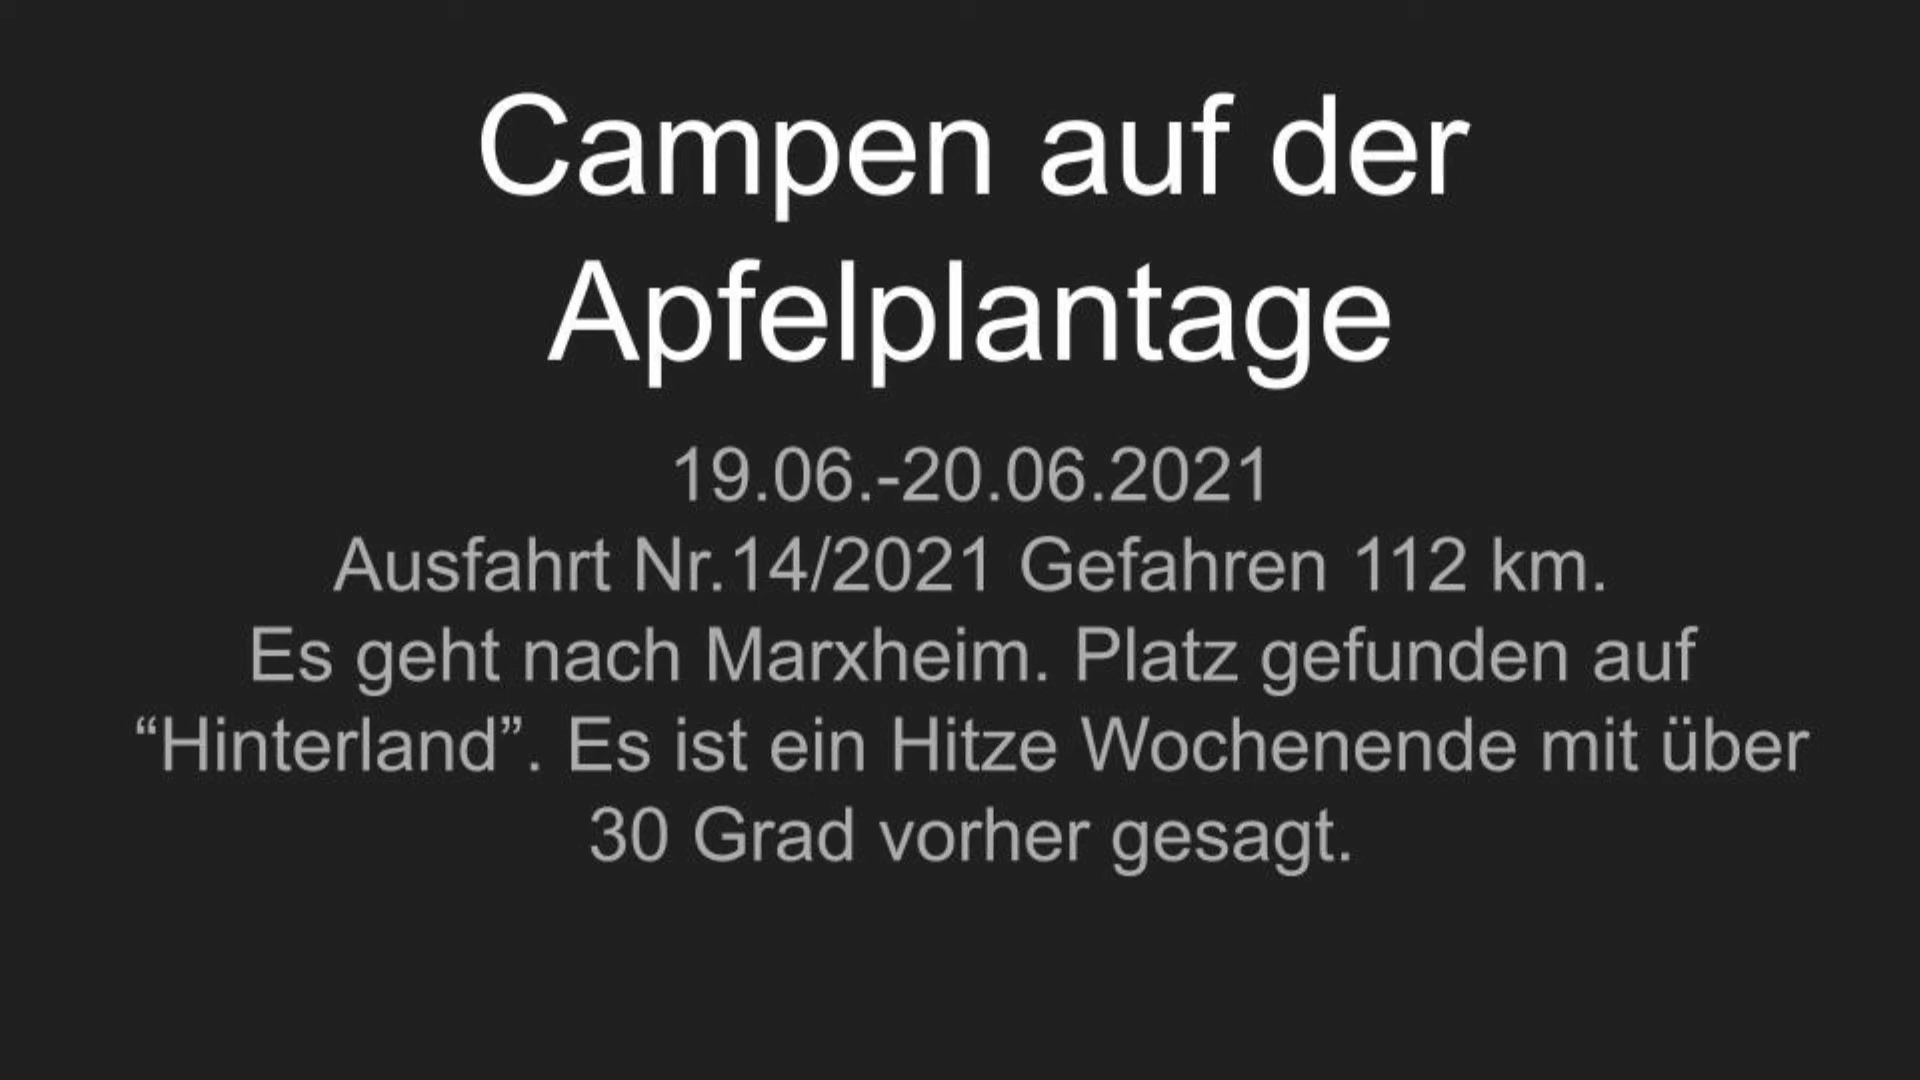 Campen auf der
Apfelplantage
19.06.-20.06.2021
Ausfahrt Nr.14/2021 Gefahren 112 km.
Es geht nach Marxheim. Platz gefunden auf
“Hinterland”. Es ist ein Hitze Wochenende mit über
30 Grad vorher gesagt.